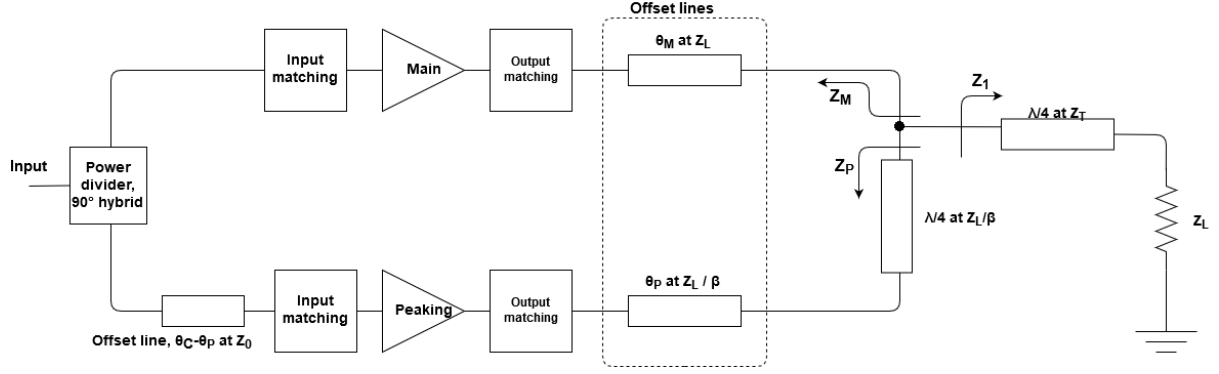 Offset lines
θM at ZL
Input
matching
Main
Output
matching
ZM
Z1
λ/4 at ZT
Input
Power
divider,
90° hybrid
ZP
λ/4 at ZL/β
ZL
θP at ZL / β
Input
matching
Peaking
Output
matching
Offset line, θC-θP at Z0